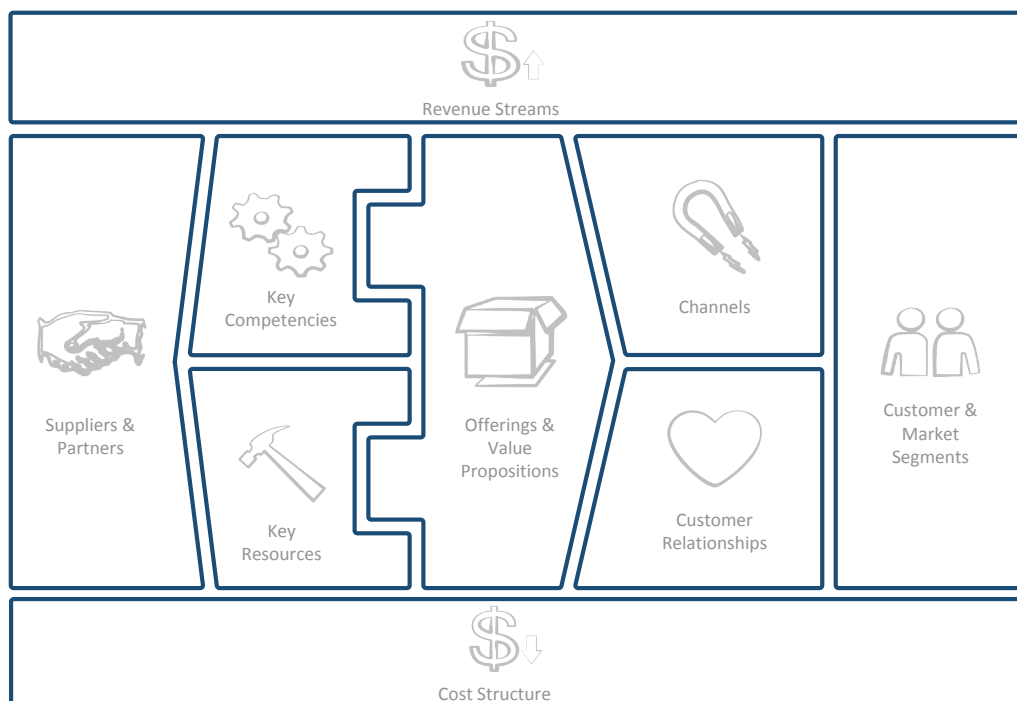 Revenue Streams
Key
Competencies
Channels
Suppliers &
Partners
Offerings &
Value
Propositions
Customer &
Market
Segments
Key
Resources
Customer
Relationships
Cost Structure